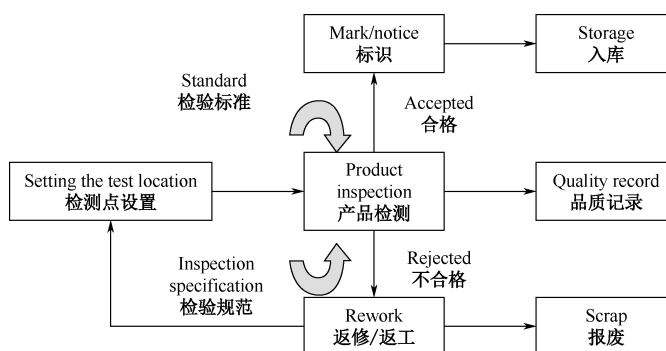 Mark/notice
标识
Storage
入库
Standard
检验标准
Accepted
合格
Setting the test location
检测点设置
Product
inspection
产品检测
Quality record
品质记录
Inspection
specification
检验规范
Rejected
不合格
Rework
返修/返工
Scrap
报废